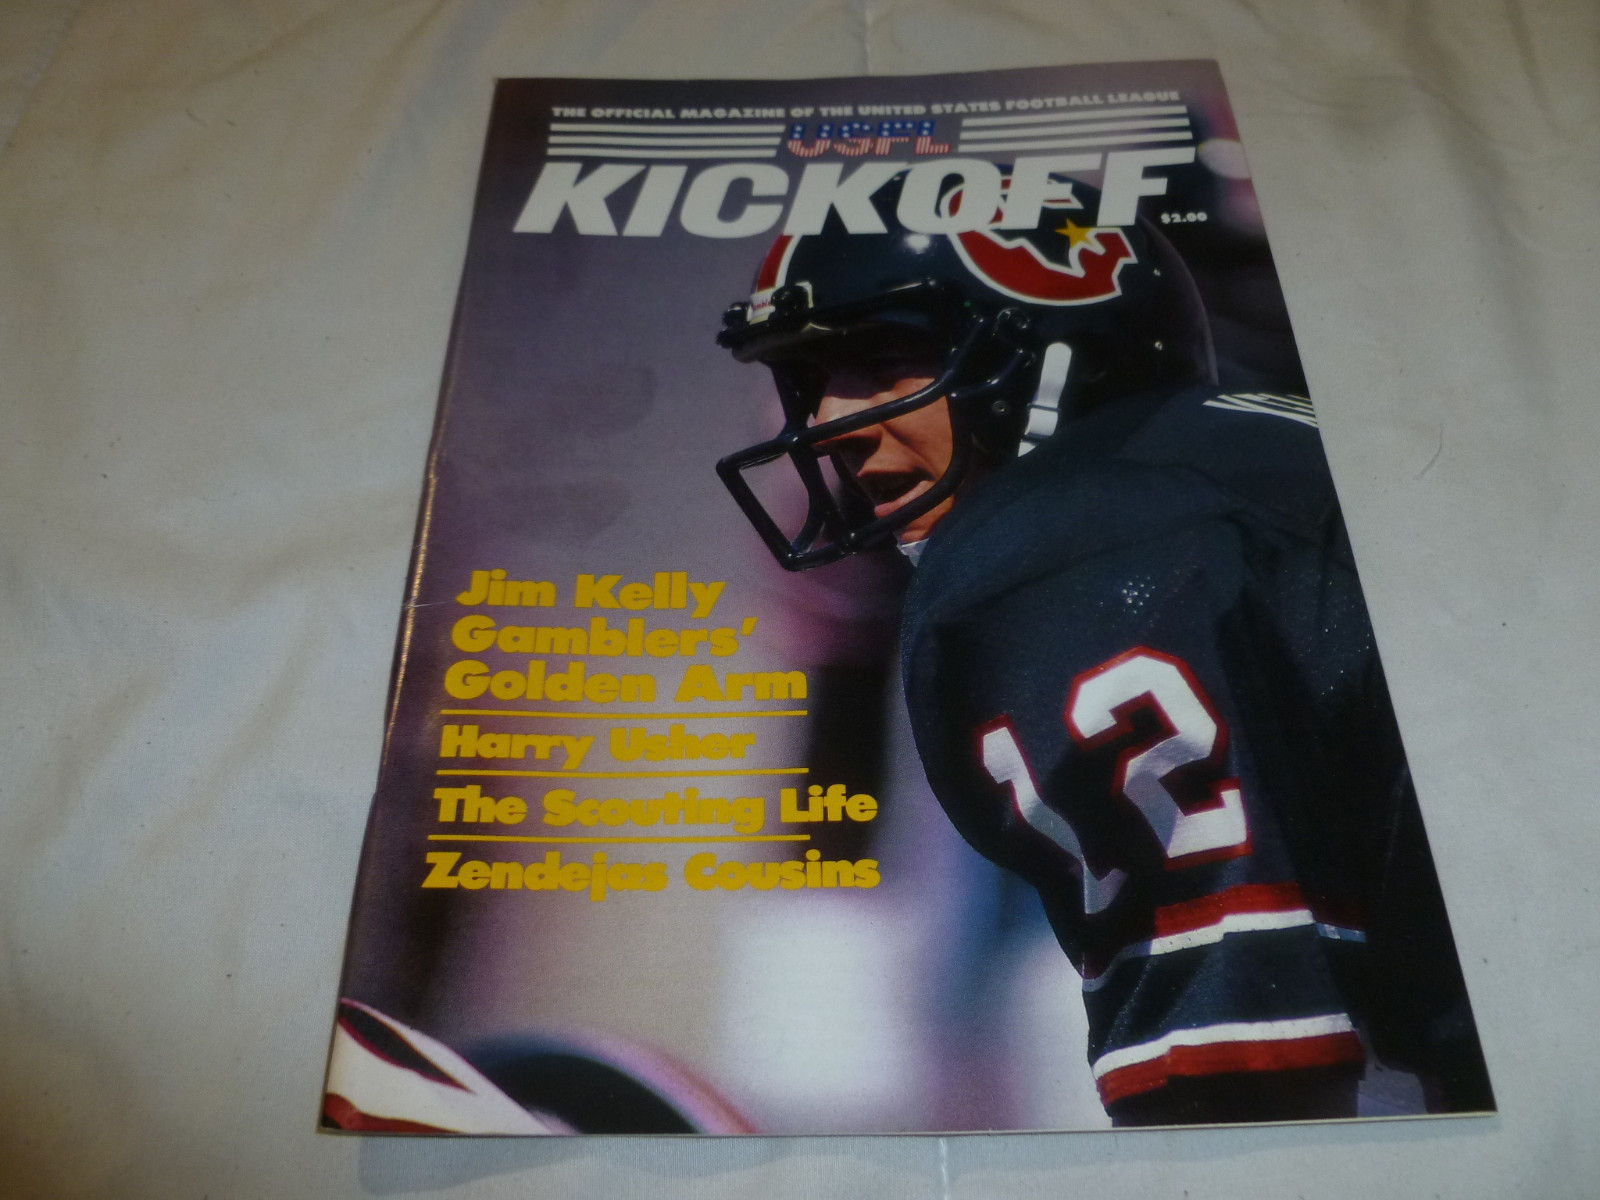 THE OFFICIAL MAGAZINE OF THE UNITED STATES FOOTBALL LEAGUE
USFL
KICKOFF
$2.00
Jim Kelly
Gamblers'
Golden Arm
Harry Usher
The Scouting Life
Zendejas Cousins
12